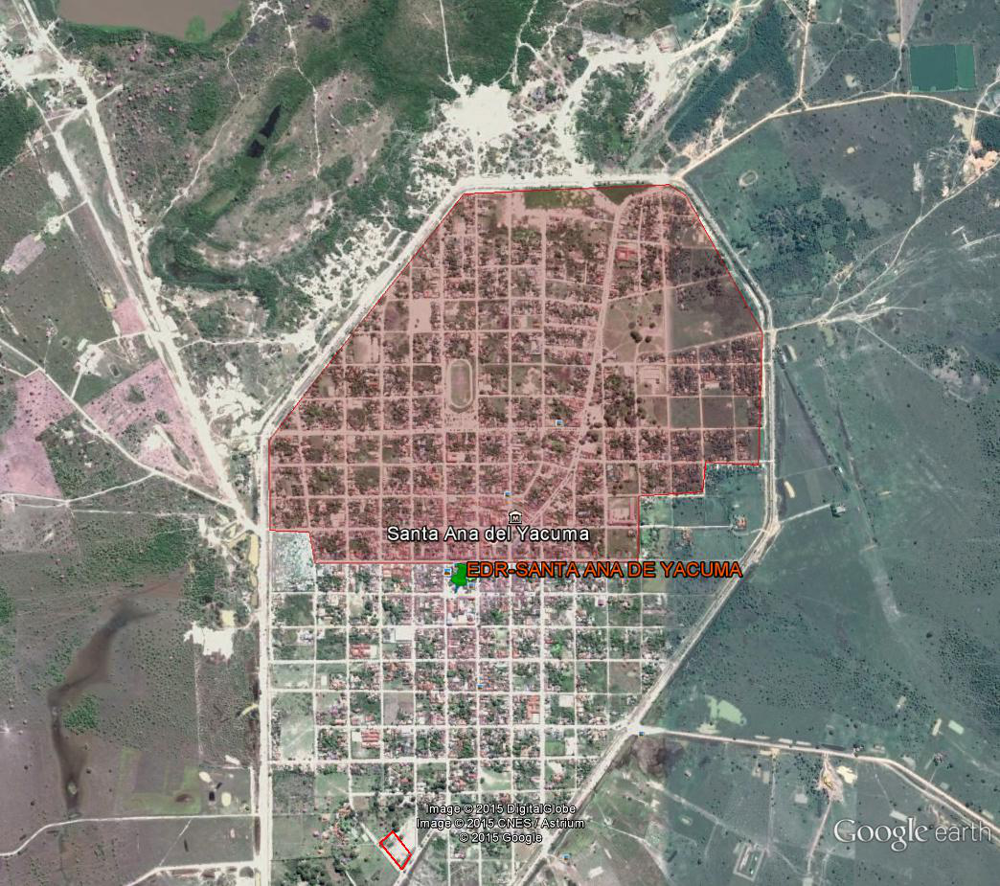 Santa Ana del Yacuma
EDR-SANTA ANA DE YACUMA
Image © 2015 DigitalGlobe
Image © 2015 CNES / Astrium
© 2015 Google
Google earth